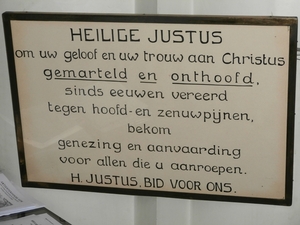 HEILIGE JUSTUS
om uw geloof en uw trouw aan Christus
gemarteld en onthoofd,
sinds eeuwen vereerd
tegen hoofd-en zenuwpijnen,
bekom
genezing en aanvaarding
voor allen die u aanroepen.
H. JUSTUS, BID VOOR ONS.